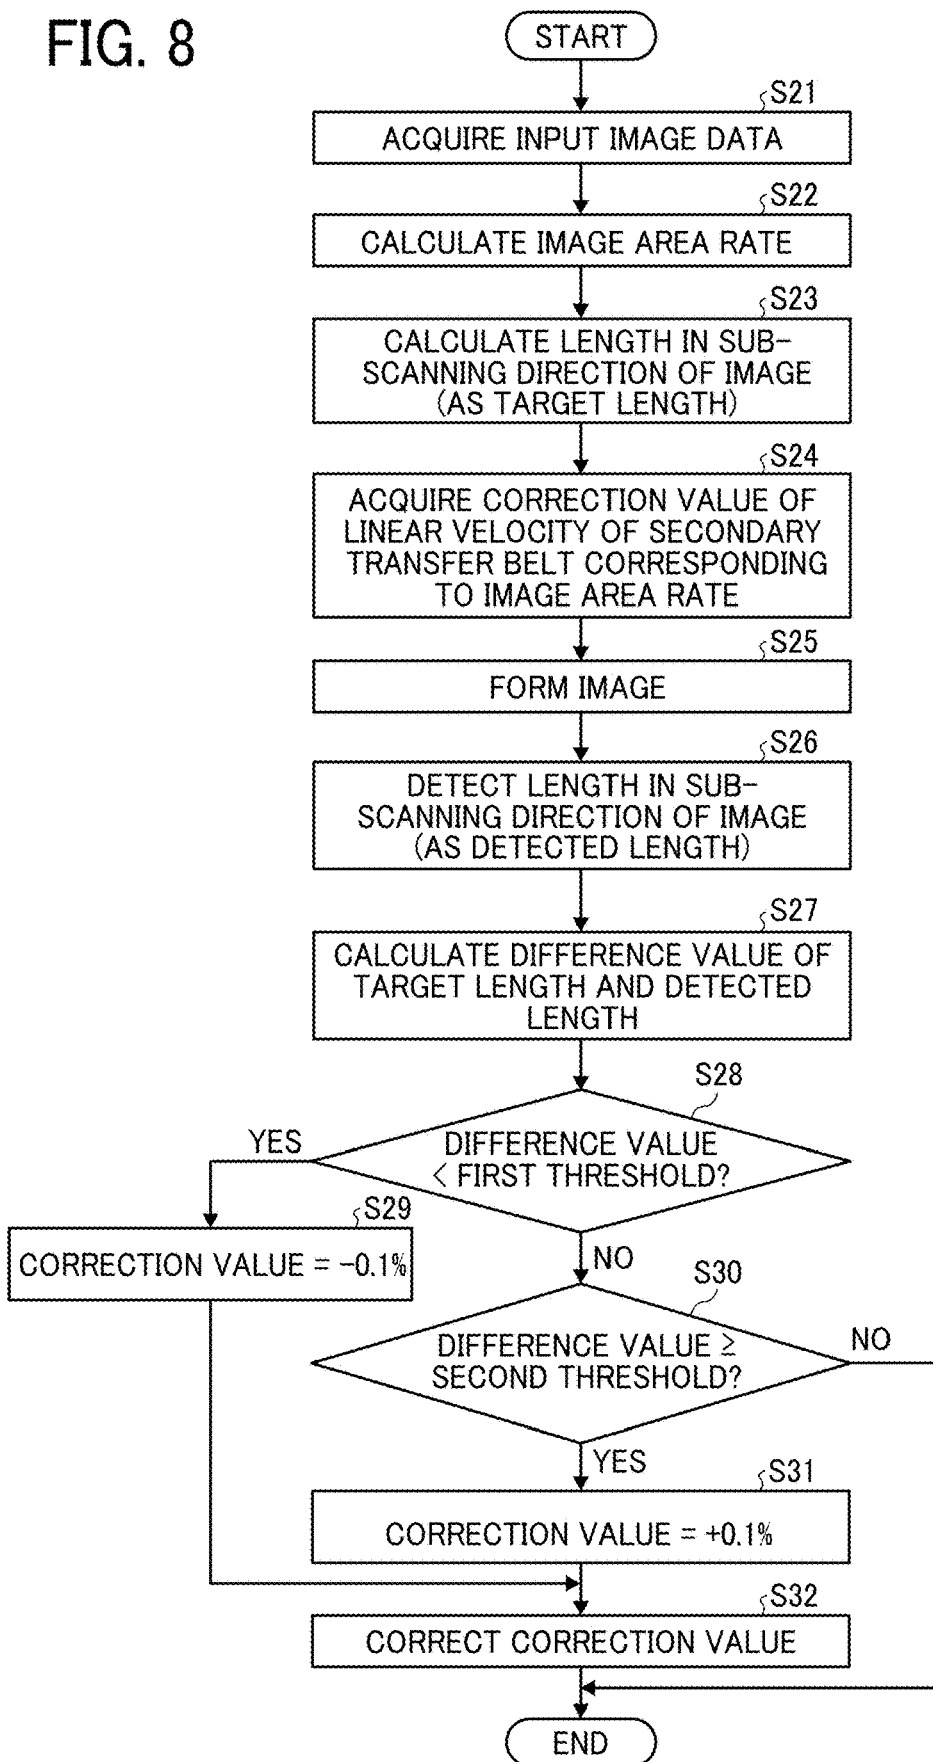 FIG. 8
START
S21
ACQUIRE INPUT IMAGE DATA
S22
CALCULATE IMAGE AREA RATE
S23
CALCULATE LENGTH IN SUB-
SCANNING DIRECTION OF IMAGE
(AS TARGET LENGTH)
S24
ACQUIRE CORRECTION VALUE OF
LINEAR VELOCITY OF SECONDARY
TRANSFER BELT CORRESPONDING
TO IMAGE AREA RATE
S25
FORM IMAGE
S26
DETECT LENGTH IN SUB-
SCANNING DIRECTION OF IMAGE
(AS DETECTED LENGTH)
S27
CALCULATE DIFFERENCE VALUE OF
TARGET LENGTH AND DETECTED
LENGTH
S28
DIFFERENCE VALUE
< FIRST THRESHOLD?
YES
S29
CORRECTION VALUE = −0.1%
NO
S30
DIFFERENCE VALUE ≧
SECOND THRESHOLD?
NO
YES
S31
CORRECTION VALUE = +0.1%
S32
CORRECT CORRECTION VALUE
END